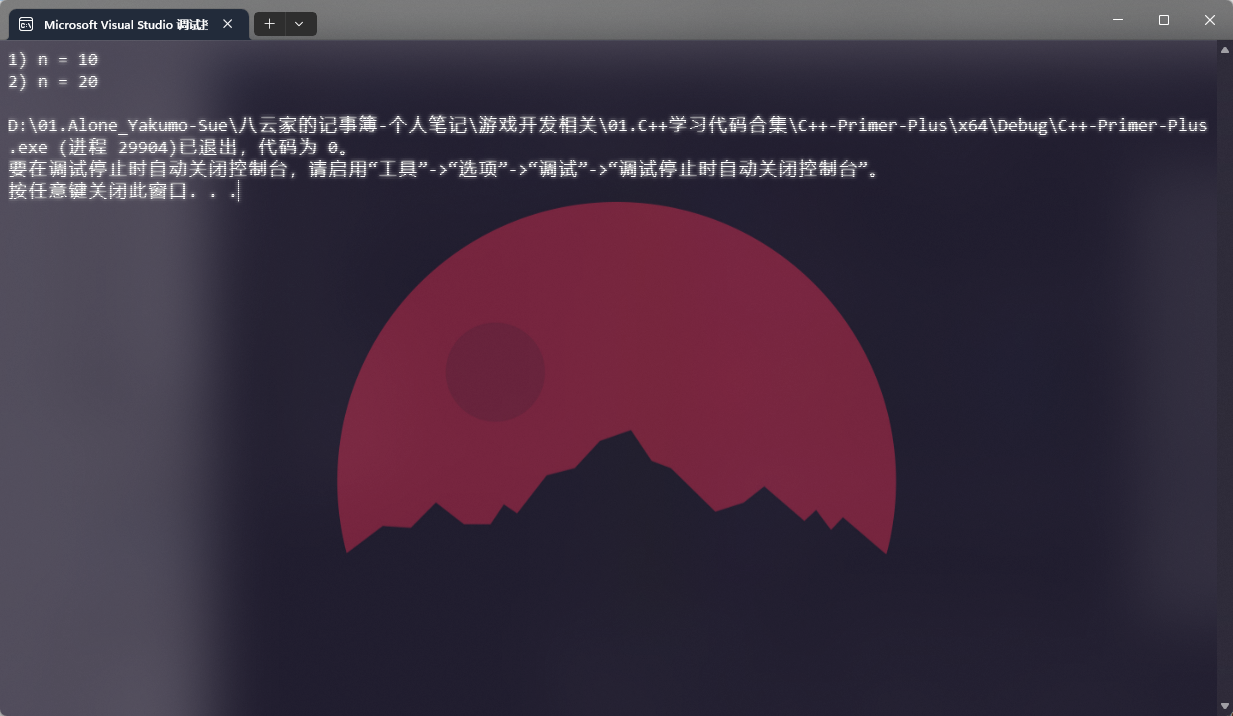 Microsoft Visual Studio 调试
1) n = 10
2) n = 20
D:\01.Alone_Yakumo-Sue\八云家的记事簿-个人笔记\游戏开发相关\01.C++学习代码合集\C++-Primer-Plus\x64\Debug\C++-Primer-Plus
.exe (进程 29904)已退出，代码为 0。
要在调试停止时自动关闭控制台，请启用“工具”->“选项”->“调试”->“调试停止时自动关闭控制台”。
按任意键关闭此窗口. . .